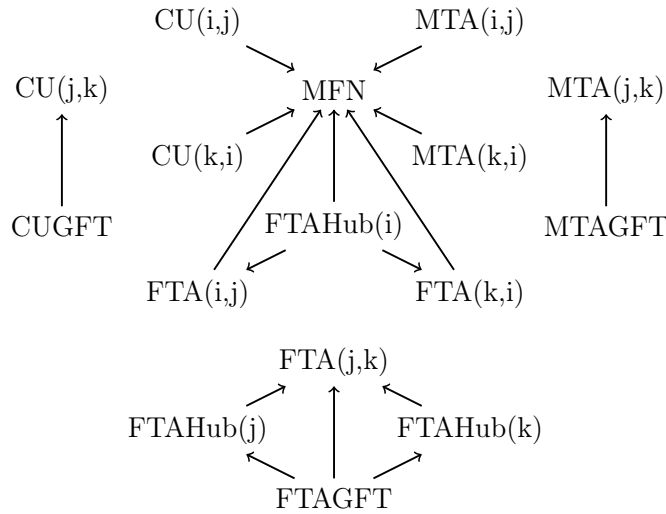 CU(i,j)
MTA(i,j)
CU(j,k)
MFN
MTA(j,k)
CU(k,i)
MTA(k,i)
CUGFT
FTAHub(i)
MTAGFT
FTA(i,j)
FTA(k,i)
FTA(j,k)
FTAHub(j)
FTAHub(k)
FTAGFT